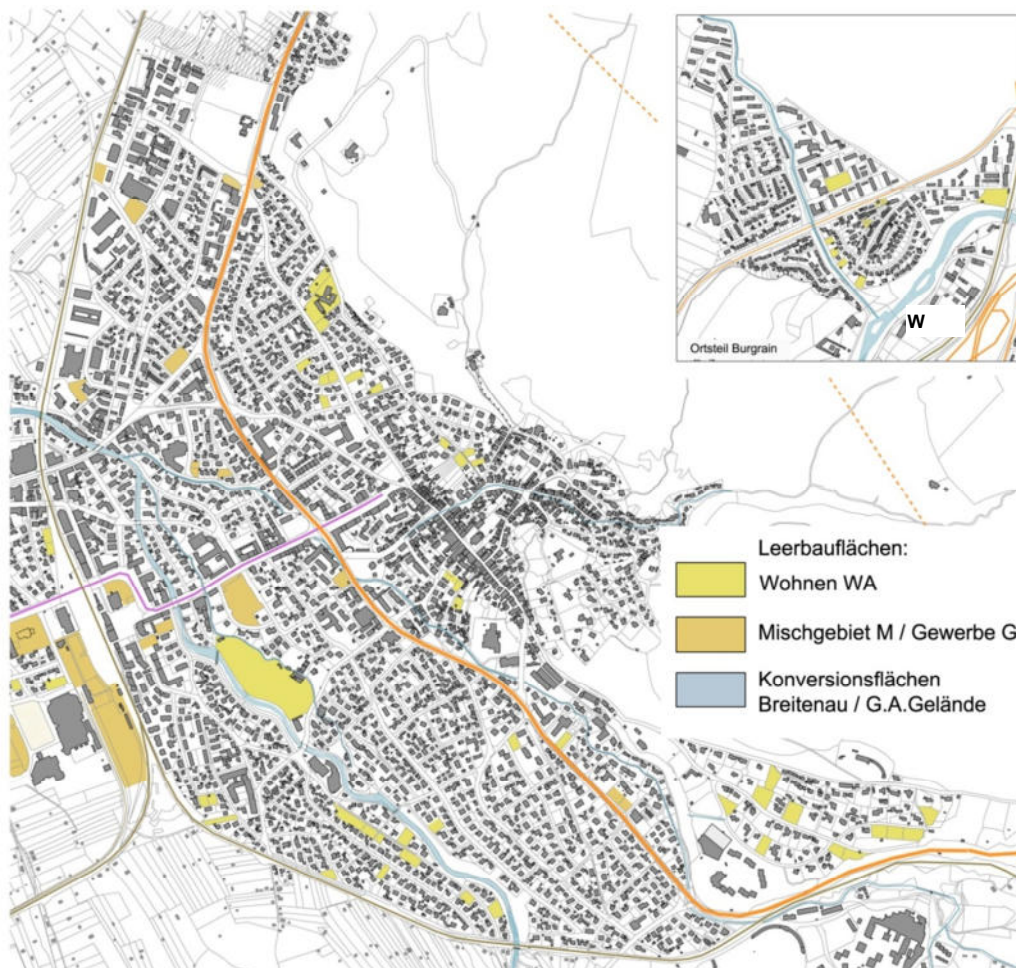 W
Ortsteil Burgrain
Leerbauflächen:
Wohnen WA
Mischgebiet M / Gewerbe G
Konversionsflächen
Breitenau / G.A.Gelände